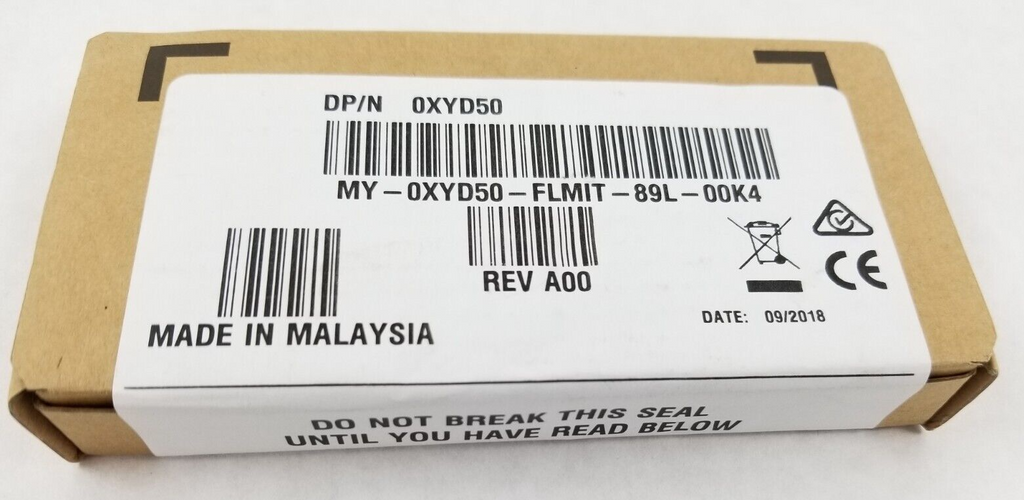 DP/N 0XYD50
MY-0XYD50-FLMIT-89L-00K4
REV A00
MADE IN MALAYSIA
CE
DATE: 09/2018
DO NOT BREAK THIS SEAL
UNTIL YOU HAVE READ BELOW